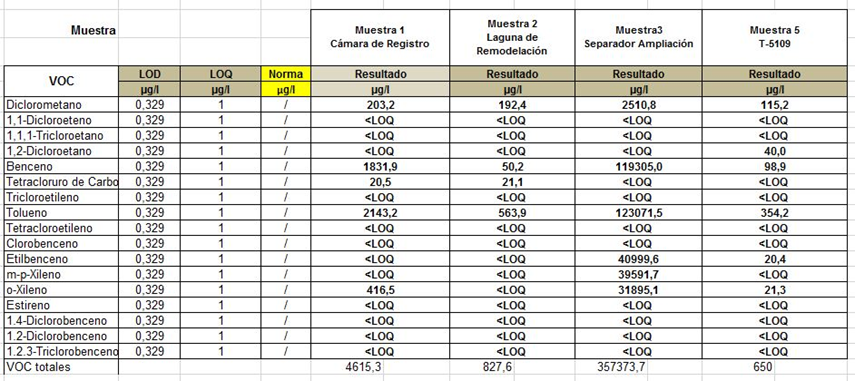 Muestra Muestra 1 Cámara de Registro Muestra 2 Laguna de Remodelación Muestra3 Separador Ampliación Muestra 5 T-5109
VOC LOD LOQ Norma Resultado Resultado Resultado Resultado
µg/l µg/l µg/l µg/l µg/l µg/l µg/l
Diclorometano 0,329 1 / 203,2 192,4 2510,8 115,2
1,1-Dicloroeteno 0,329 1 / <LOQ <LOQ <LOQ <LOQ
1,1,1-Tricloroetano 0,329 1 / <LOQ <LOQ <LOQ <LOQ
1,2-Dicloroetano 0,329 1 / <LOQ <LOQ <LOQ 40,0
Benceno 0,329 1 / 1831,9 50,2 119305,0 98,9
Tetracloruro de Carbo 0,329 1 / 20,5 21,1 <LOQ <LOQ
Tricloroetileno 0,329 1 / <LOQ <LOQ <LOQ <LOQ
Tolueno 0,329 1 / 2143,2 563,9 123071,5 354,2
Tetracloroetileno 0,329 1 / <LOQ <LOQ <LOQ <LOQ
Clorobenceno 0,329 1 / <LOQ <LOQ <LOQ <LOQ
Etilbenceno 0,329 1 / <LOQ <LOQ 40999,6 20,4
m-p-Xileno 0,329 1 / <LOQ <LOQ 39591,7 <LOQ
o-Xileno 0,329 1 / 416,5 <LOQ 31895,1 21,3
Estireno 0,329 1 / <LOQ <LOQ <LOQ <LOQ
1.4-Diclorobenceno 0,329 1 / <LOQ <LOQ <LOQ <LOQ
1.2-Diclorobenceno 0,329 1 / <LOQ <LOQ <LOQ <LOQ
1.2.3-Triclorobenceno 0,329 1 / <LOQ <LOQ <LOQ <LOQ
VOC totales 4615,3 827,6 357373,7 650